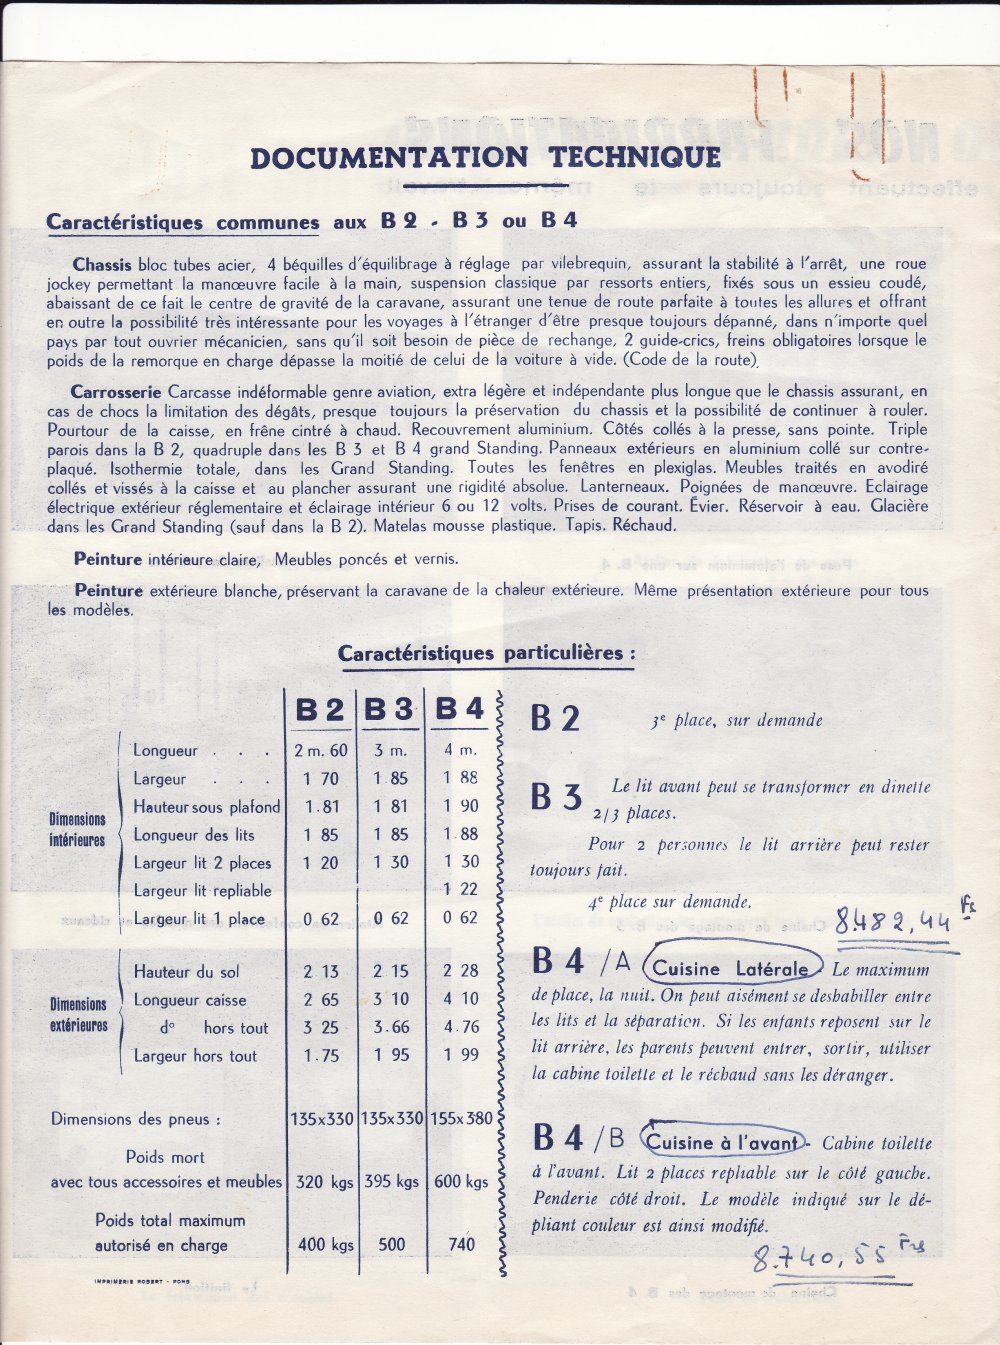 DOCUMENTATION TECHNIQUE
Caractéristiques communes aux B 2 - B 3 ou B 4
Chassis bloc tubes acier, 4 béquilles d'équilibrage à réglage par vilebrequin, assurant la stabilité à l'arrêt, une roue
jockey permettant la manœuvre facile à la main, suspension classique par ressorts entiers, fixés sous un essieu coudé,
abaissant de ce fait le centre de gravité de la caravane, assurant une tenue de route parfaite à toutes les allures et offrant
en outre la possibilité très intéressante pour les voyages à l'étranger d'être presque toujours dépanné, dans n'importe quel
pays par tout ouvrier mécanicien, sans qu'il soit besoin de pièce de rechange, 2 guide-crics, freins obligatoires lorsque le
poids de la remorque en charge dépasse la moitié de celui de la voiture à vide. (Code de la route).
Carrosserie Carcasse indéformable genre aviation, extra légère et indépendante plus longue que le chassis assurant, en
cas de chocs la limitation des dégâts, presque toujours la préservation du chassis et la possibilité de continuer à rouler.
Pourtour de la caisse, en frêne cintré à chaud. Recouvrement aluminium. Côtés collés à la presse, sans pointe. Triple
parois dans la B 2, quadruple dans les B 3 et B 4 grand Standing. Panneaux extérieurs en aluminium collé sur contre-
plaqué. Isothermie totale, dans les Grand Standing. Toutes les fenêtres en plexiglas. Meubles traités en avodiré
collés et vissés à la caisse et au plancher assurant une rigidité absolue. Lanterneaux. Poignées de manœuvre. Eclairage
électrique extérieur réglementaire et éclairage intérieur 6 ou 12 volts. Prises de courant. Évier. Réservoir à eau. Glacière
dans les Grand Standing (sauf dans la B 2). Matelas mousse plastique. Tapis. Réchaud.
Peinture intérieure claire, Meubles poncés et vernis.
Peinture extérieure blanche, préservant la caravane de la chaleur extérieure. Même présentation extérieure pour tous
les modèles.
Caractéristiques particulières :
B 2 B 3 B 4
Dimensions intérieures
Longueur . . . 2 m. 60 3 m. 4 m.
Largeur . . . 1 70 1.85 1 88
Hauteur sous plafond 1.81 1 81 1 90
Longueur des lits 1 85 1 85 1.88
Largeur lit 2 places 1 20 1 30 1 30
Largeur lit repliable 1 22
Largeur lit 1 place 0 62 0 62 0 62
Dimensions extérieures
Hauteur du sol 2 13 2 15 2 28
Longueur caisse 2 65 3 10 4 10
d° hors tout 3 25 3.66 4.76
Largeur hors tout 1.75 1 95 1 99
Dimensions des pneus : 135x330 135x330 155x380
Poids mort
avec tous accessoires et meubles 320 kgs 395 kgs 600 kgs
Poids total maximum
autorisé en charge 400 kgs 500 740
IMPRIMERIE ROBERT - PONS
B 2 3e place, sur demande
B 3 Le lit avant peut se transformer en dinette
2/3 places.
Pour 2 personnes le lit arrière peut rester
toujours fait.
4e place sur demande.
8.482,44 Frs
B 4 /A Cuisine Latérale - Le maximum
de place, la nuit. On peut aisément se deshabiller entre
les lits et la séparation. Si les enfants reposent sur le
lit arrière, les parents peuvent entrer, sortir, utiliser
la cabine toilette et le réchaud sans les déranger.
B 4 /B Cuisine à l'avant - Cabine toilette
à l'avant. Lit 2 places repliable sur le côté gauche.
Penderie côté droit. Le modèle indiqué sur le dé-
pliant couleur est ainsi modifié.
8.740,55 Frs